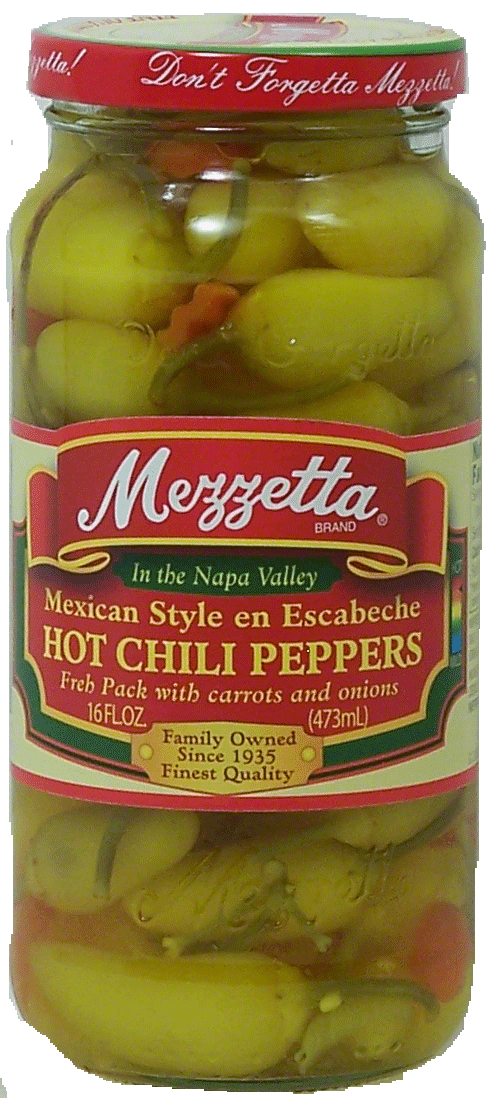 zetta!
Don't Forgetta Mezzetta!
Mezzetta®
BRAND
In the Napa Valley
Mexican Style en Escabeche
HOT CHILI PEPPERS
Freh Pack with carrots and onions
16 FL.OZ. (473mL)
Family Owned
Since 1935
Finest Quality